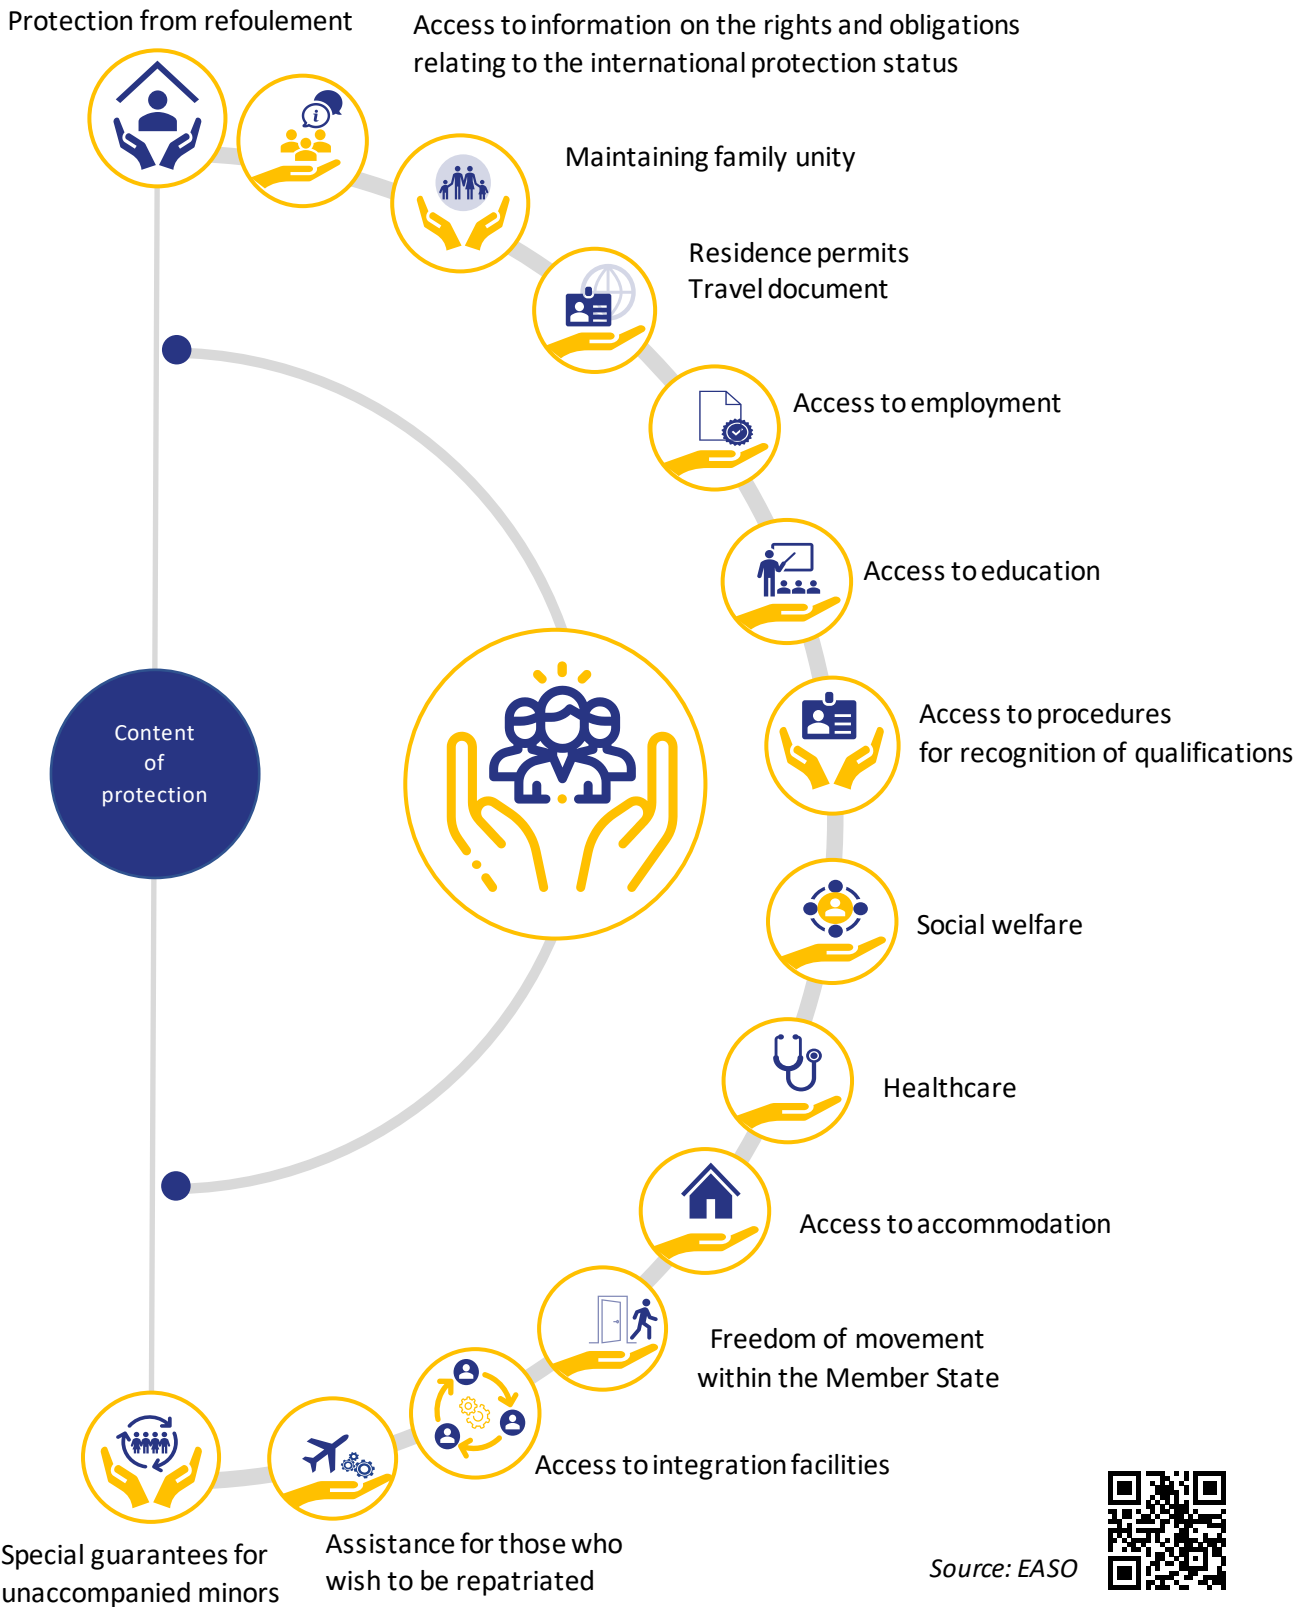 Protection from refoulement
Access to information on the rights and obligations
relating to the international protection status
Maintaining family unity
Residence permits
Travel document
Access to employment
Access to education
Access to procedures
for recognition of qualifications
Content
of
protection
Social welfare
Healthcare
Access to accommodation
Freedom of movement
within the Member State
Access to integration facilities
Assistance for those who
wish to be repatriated
Special guarantees for
unaccompanied minors
Source: EASO